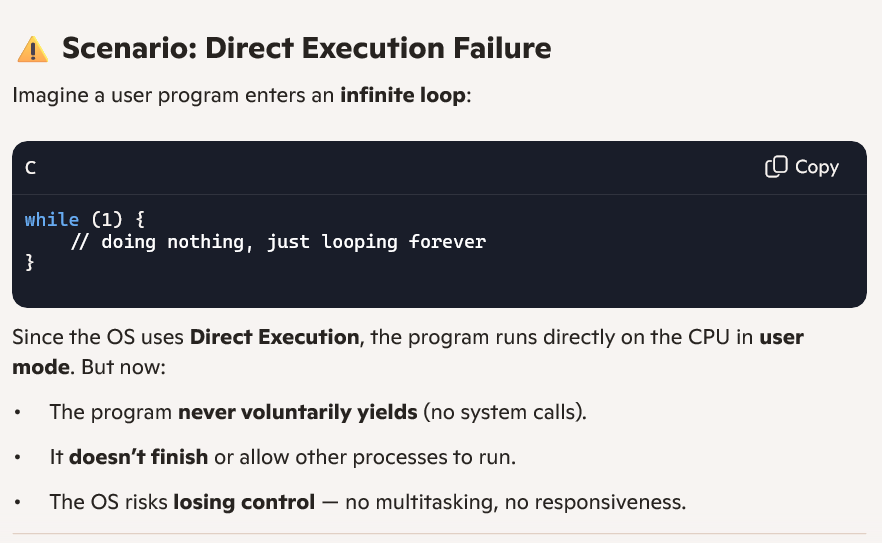 ⚠️ Scenario: Direct Execution Failure
Imagine a user program enters an infinite loop:
C
Copy
while (1) {
    // doing nothing, just looping forever
}
Since the OS uses Direct Execution, the program runs directly on the CPU in user
mode. But now:
• The program never voluntarily yields (no system calls).
• It doesn’t finish or allow other processes to run.
• The OS risks losing control — no multitasking, no responsiveness.